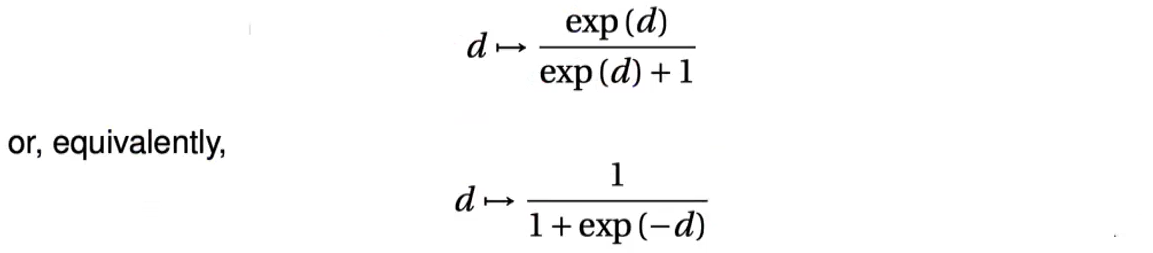 d ↦ exp(d) / (exp(d) + 1)
or, equivalently,
d ↦ 1 / (1 + exp(−d))